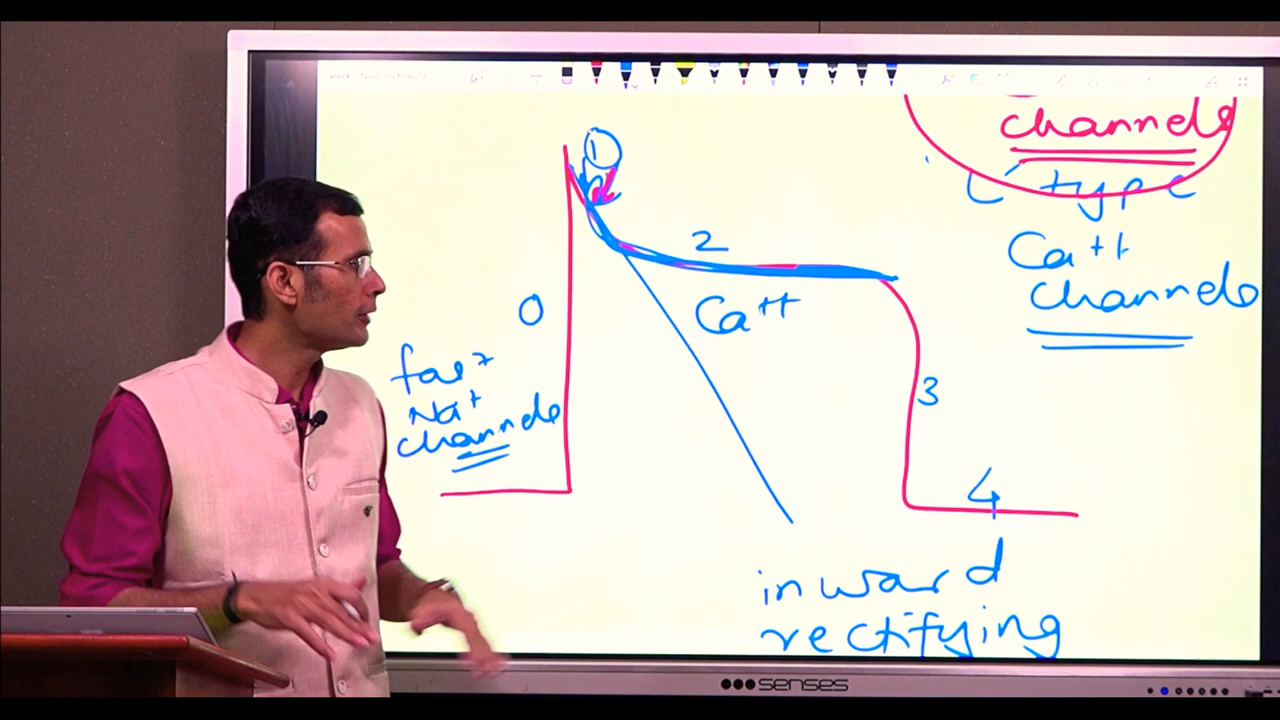 channels
L type
Ca++
channels
1
2
Ca++
0
fast
Na+
channels
3
4
inward
rectifying
senses